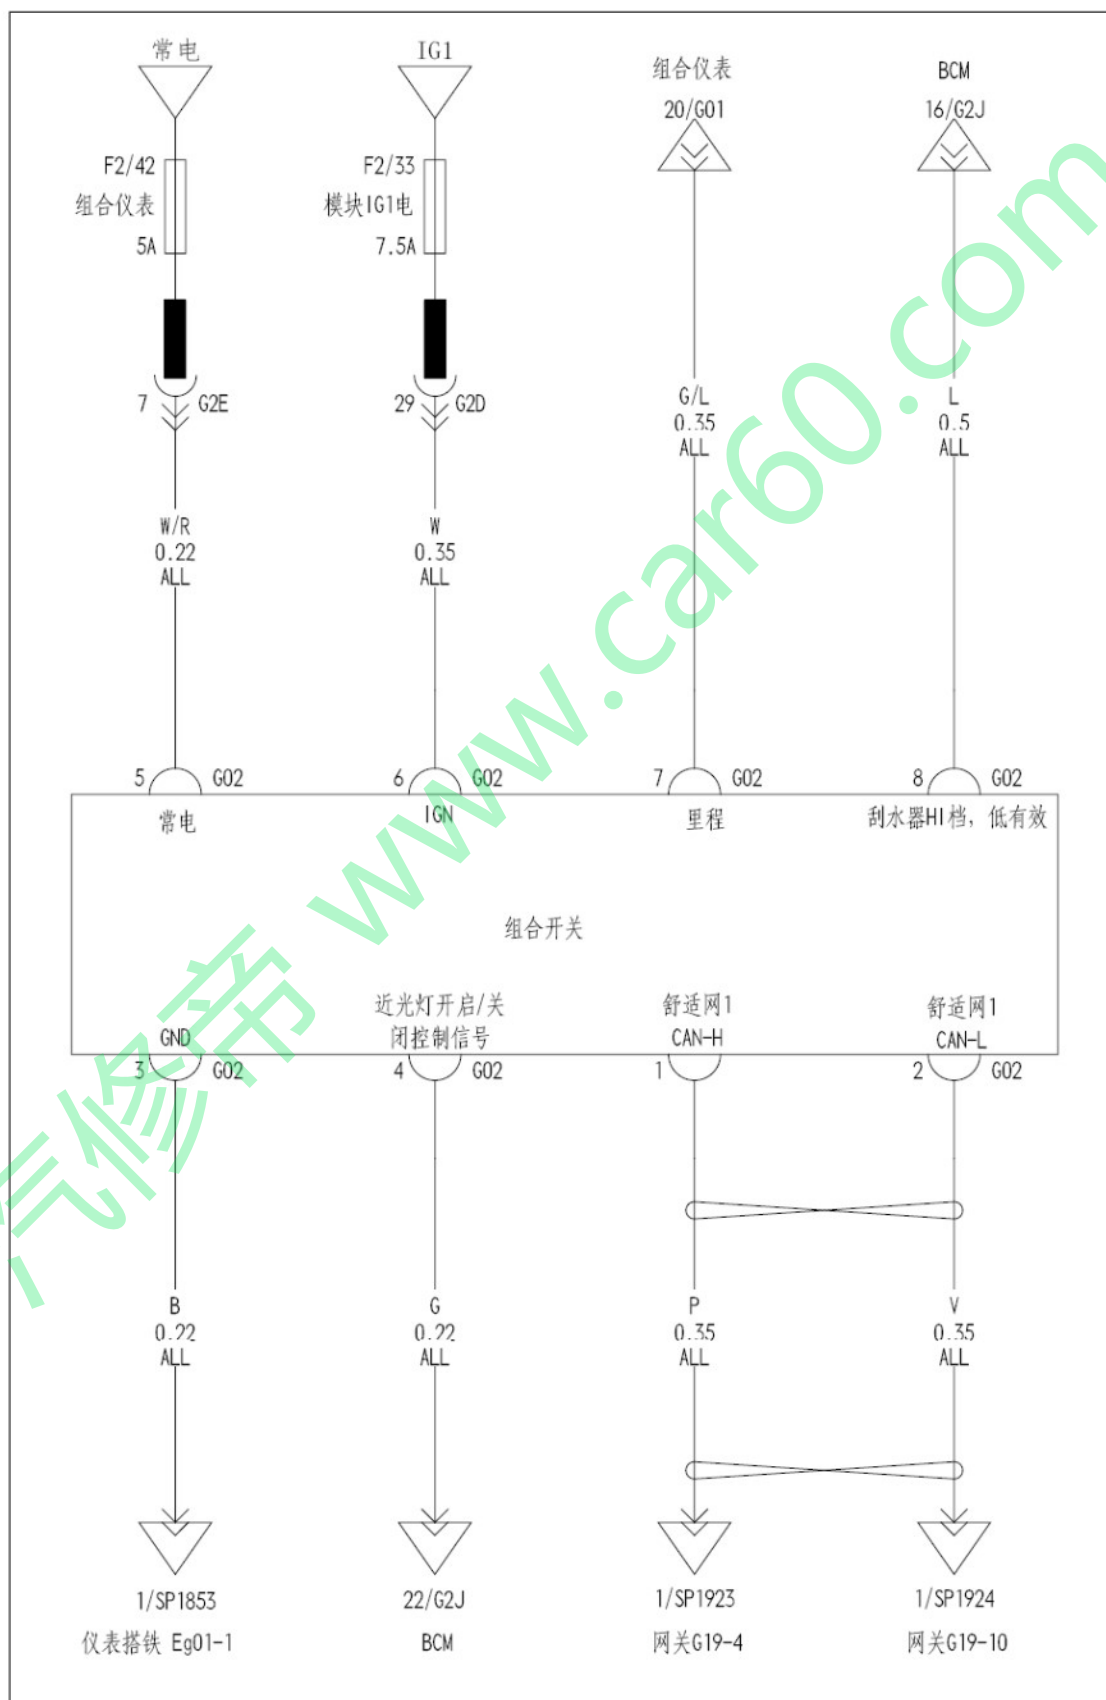 常电
IG1
组合仪表
BCM
20/G01
16/G2J
F2/42
F2/33
组合仪表
模块IG1电
5A
7.5A
7
G2E
29
G2D
G/L
0.35
ALL
L
0.5
ALL
W/R
0.22
ALL
W
0.35
ALL
5
G02
6
G02
7
G02
8
G02
常电
IGN
里程
刮水器HI档, 低有效
组合开关
GND
近光灯开启/关
闭控制信号
舒适网1
CAN-H
舒适网1
CAN-L
3
G02
4
G02
1
2
G02
B
0.22
ALL
G
0.22
ALL
P
0.35
ALL
V
0.35
ALL
1/SP1853
22/G2J
1/SP1923
1/SP1924
仪表搭铁 Eg01-1
BCM
网关G19-4
网关G19-10
汽修帝 www.car60.com